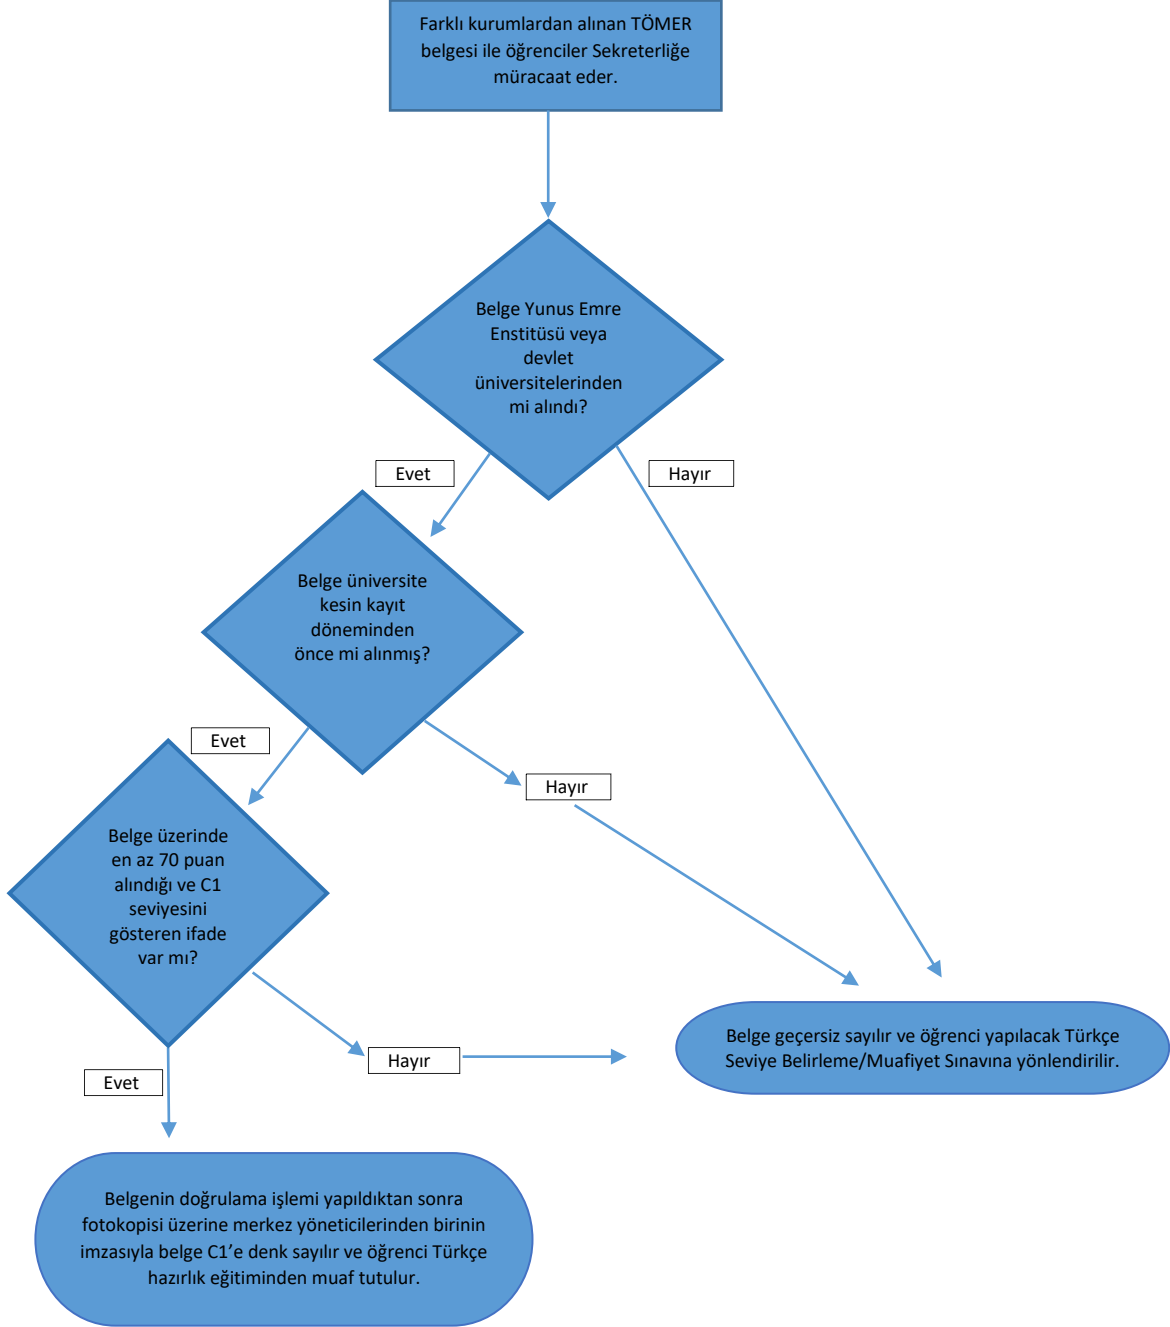 Farklı kurumlardan alınan TÖMER
belgesi ile öğrenciler Sekreterliğe
müracaat eder.
Belge Yunus Emre
Enstitüsü veya
devlet
üniversitelerinden
mi alındı?
Evet
Hayır
Belge üniversite
kesin kayıt
döneminden
önce mi alınmış?
Evet
Hayır
Belge üzerinde
en az 70 puan
alındığı ve C1
seviyesini
gösteren ifade
var mı?
Hayır
Evet
Belge geçersiz sayılır ve öğrenci yapılacak Türkçe
Seviye Belirleme/Muafiyet Sınavına yönlendirilir.
Belgenin doğrulama işlemi yapıldıktan sonra
fotokopisi üzerine merkez yöneticilerinden birinin
imzasıyla belge C1’e denk sayılır ve öğrenci Türkçe
hazırlık eğitiminden muaf tutulur.